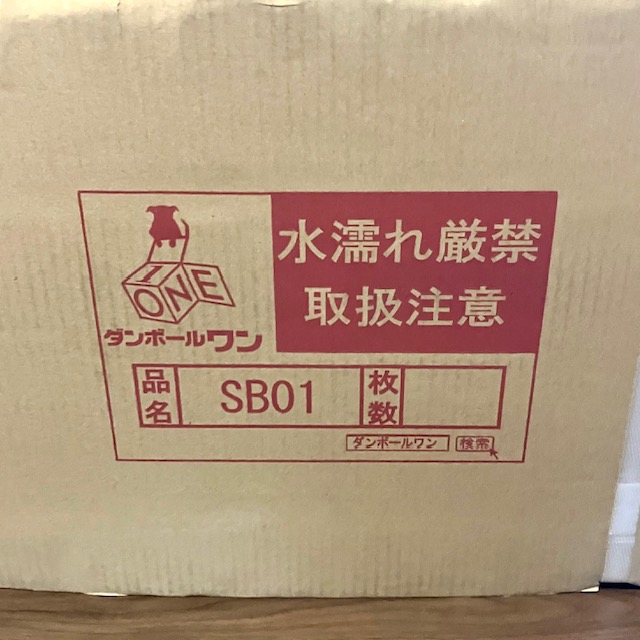 水濡れ厳禁
取扱注意
ONE
ダンボールワン
品名 SB01 枚数
ダンボールワン 検索